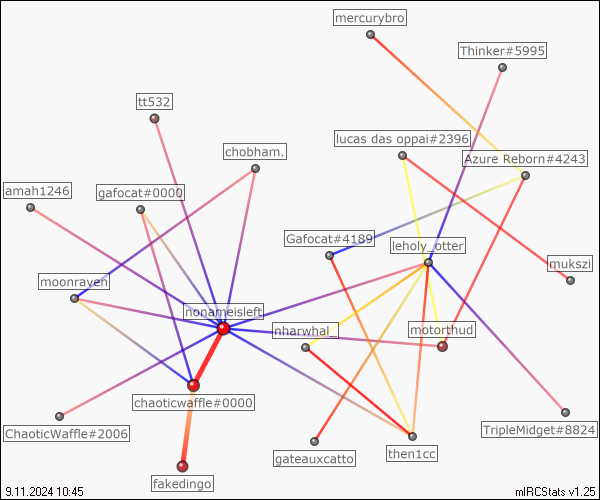 mercurybro
Thinker#5995
tt532
lucas das oppai#2396
chobham.
Azure Reborn#4243
amah1246
gafocat#0000
Gafocat#4189
leholy_otter
mukszi
moonraven
nonameisleft
nharwhal_
motorthud
chaoticwaffle#0000
ChaoticWaffle#2006
TripleMidget#8824
then1cc
gateauxcatto
fakedingo
9.11.2024 10:45
mIRCStats v1.25